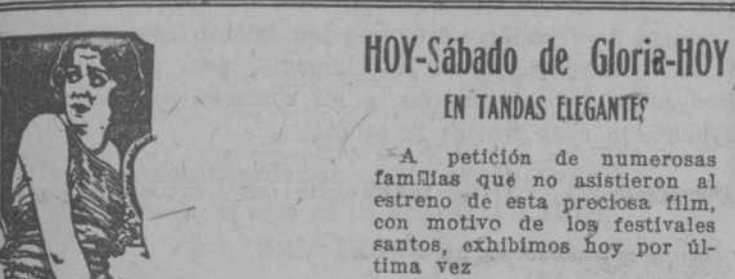 HOY-Sábado de Gloria-HOY
EN TANDAS ELEGANTES
A petición de numerosas
familias que no asistieron al
estreno de esta preciosa film,
con motivo de los festivales
santos, exhibimos hoy por úl-
tima vez